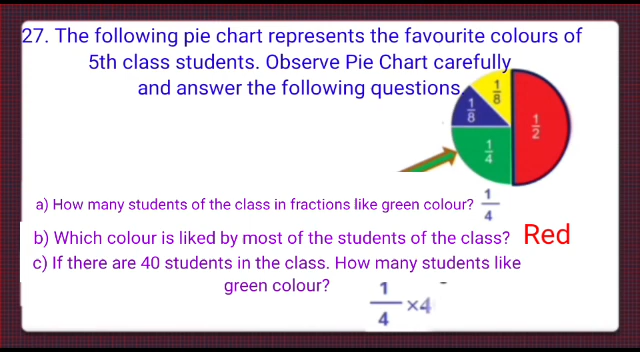 27. The following pie chart represents the favourite colours of
5th class students. Observe Pie Chart carefully
and answer the following questions.
1/8
1/8
1/2
1/4
a) How many students of the class in fractions like green colour? 1/4
b) Which colour is liked by most of the students of the class? Red
c) If there are 40 students in the class. How many students like
green colour?
1/4 ×4